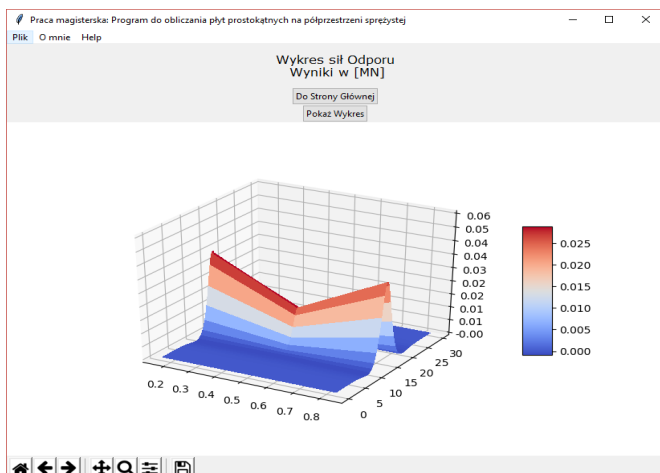 Praca magisterska: Program do obliczania płyt prostokątnych na półprzestrzeni sprężystej
Plik O mnie Help
Wykres sił Odporu
Wyniki w [MN]
Do Strony Głównej
Pokaż Wykres
0.06
0.05
0.04
0.04
0.03
0.02
0.02
0.01
0.01
-0.00
0.025
0.020
0.015
0.010
0.005
0.000
0.2 0.3 0.4 0.5 0.6 0.7 0.8
0 5 10 15 20 25 30